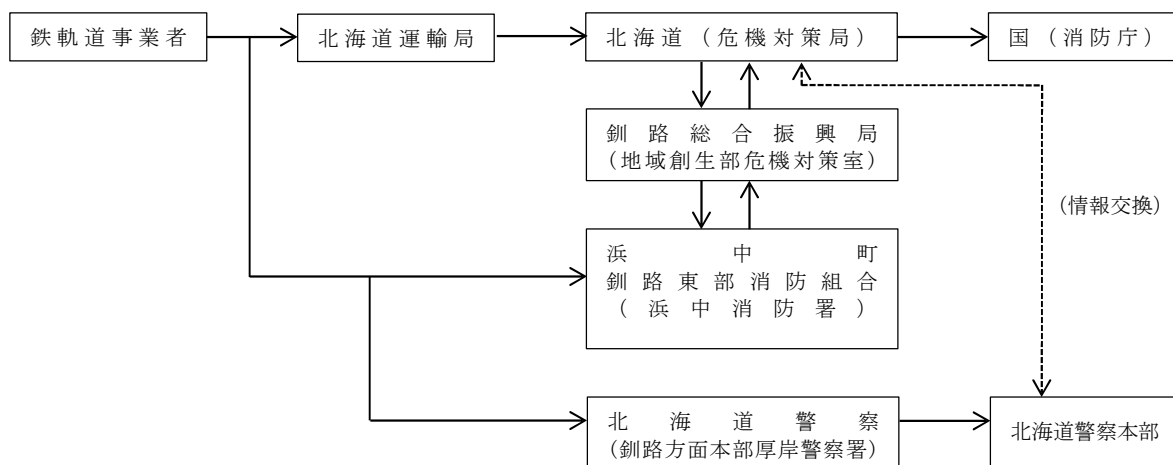 鉄軌道事業者
北海道運輸局
北海道（危機対策局）
国（消防庁）
釧路総合振興局
（地域創生部危機対策室）
（情報交換）
浜中町
釧路東部消防組合
（浜中消防署）
北海道警察
（釧路方面本部厚岸警察署）
北海道警察本部